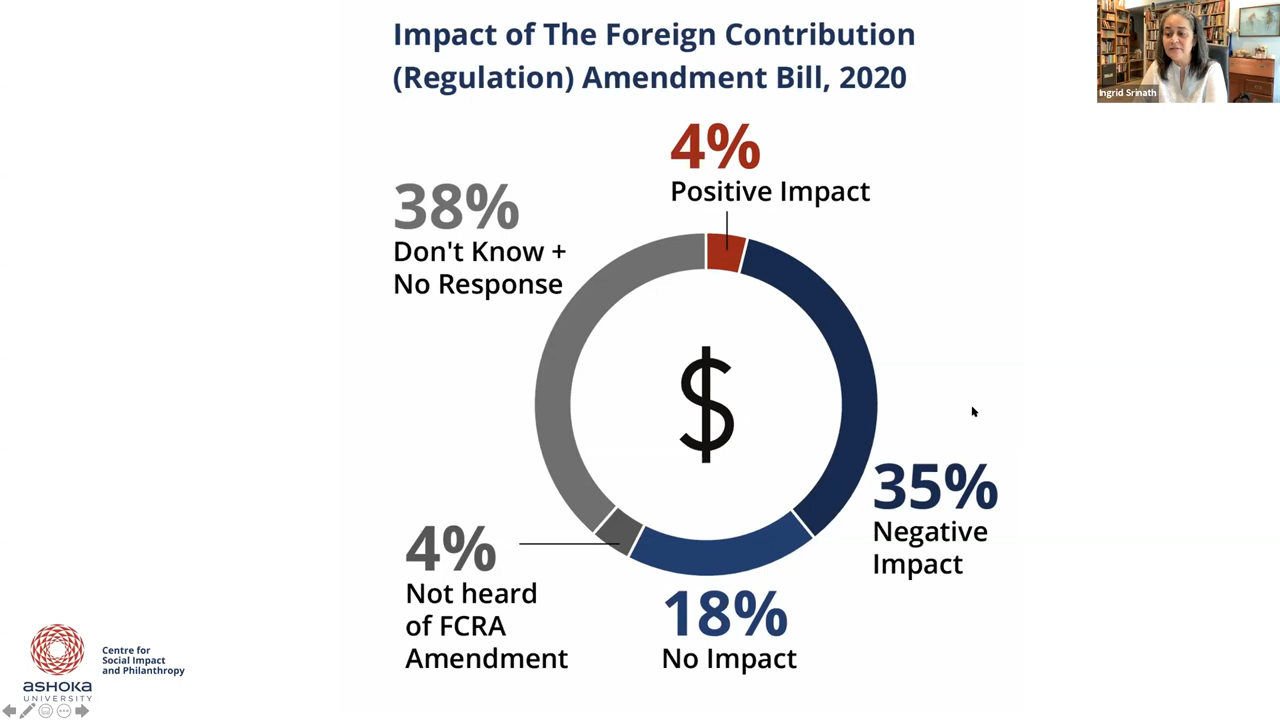 Impact of The Foreign Contribution
(Regulation) Amendment Bill, 2020
Ingrid Srinath
4%
Positive Impact
38%
Don't Know +
No Response
$
35%
Negative
Impact
4%
Not heard
of FCRA
Amendment
18%
No Impact
Centre for
Social Impact
and Philanthropy
ASHOKA
UNIVERSITY